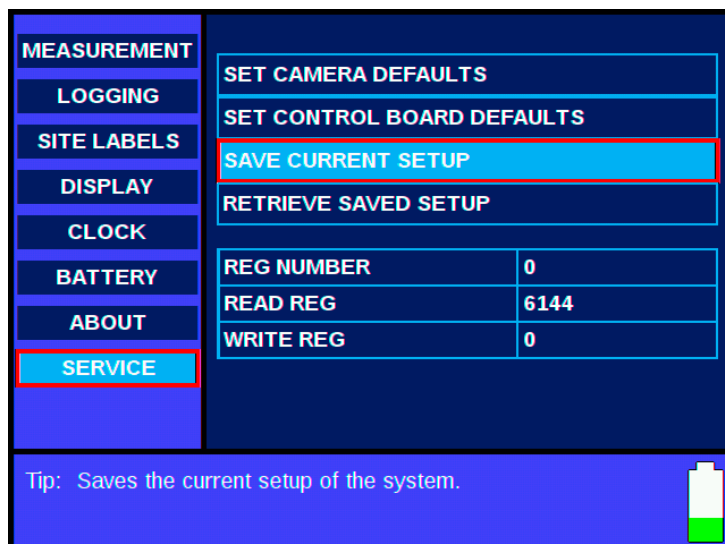 MEASUREMENT
LOGGING
SITE LABELS
DISPLAY
CLOCK
BATTERY
ABOUT
SERVICE
SET CAMERA DEFAULTS
SET CONTROL BOARD DEFAULTS
SAVE CURRENT SETUP
RETRIEVE SAVED SETUP
REG NUMBER 0
READ REG 6144
WRITE REG 0
Tip: Saves the current setup of the system.